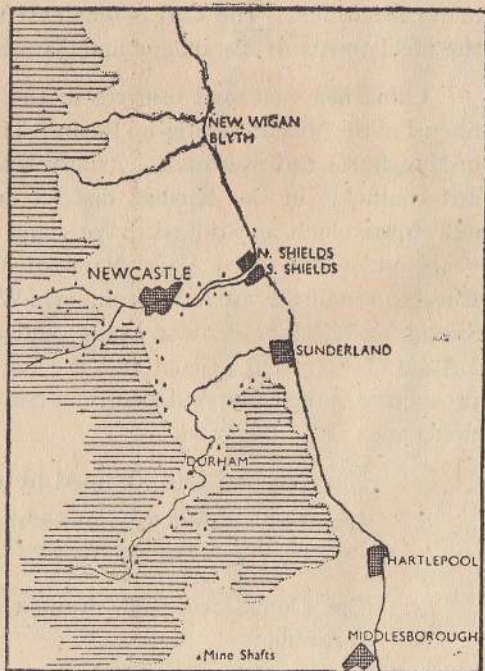 NEW WIGAN
BLYTH
N. SHIELDS
NEWCASTLE
S. SHIELDS
SUNDERLAND
DURHAM
HARTLEPOOL
MIDDLESBOROUGH
Mine Shafts